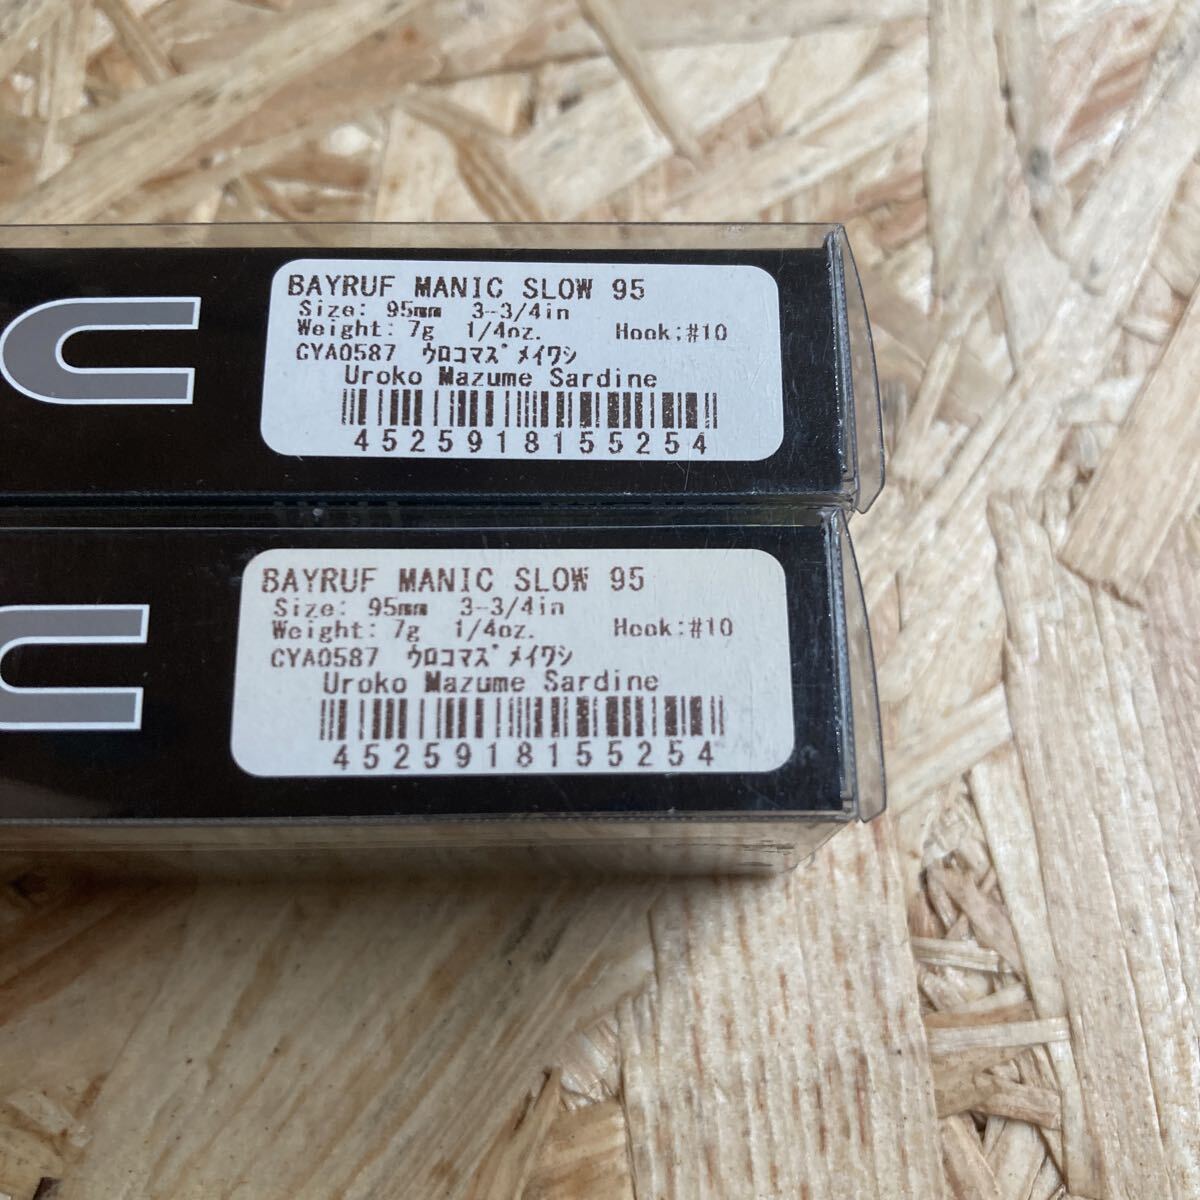 BAYRUF MANIC SLOW 95
Size: 95mm 3-3/4in
Weight: 7g 1/4oz. Hook:#10
CYA0587 ウロコマズメイワシ
Uroko Mazume Sardine
4525918155254
BAYRUF MANIC SLOW 95
Size: 95mm 3-3/4in
Weight: 7g 1/4oz. Hook:#10
CYA0587 ウロコマズメイワシ
Uroko Mazume Sardine
4525918155254